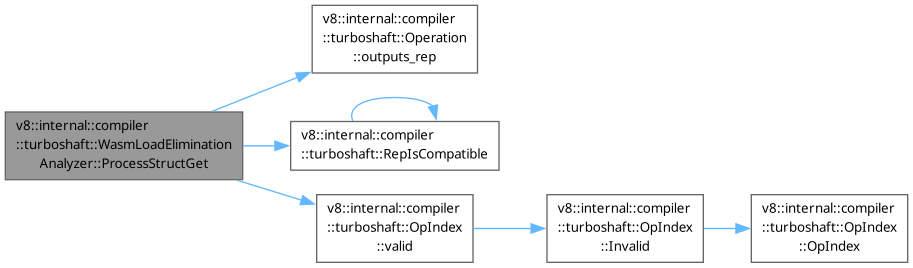 v8::internal::compiler
::turboshaft::Operation
::outputs_rep
v8::internal::compiler
::turboshaft::WasmLoadElimination
Analyzer::ProcessStructGet
v8::internal::compiler
::turboshaft::RepIsCompatible
v8::internal::compiler
::turboshaft::OpIndex
::valid
v8::internal::compiler
::turboshaft::OpIndex
::Invalid
v8::internal::compiler
::turboshaft::OpIndex
::OpIndex